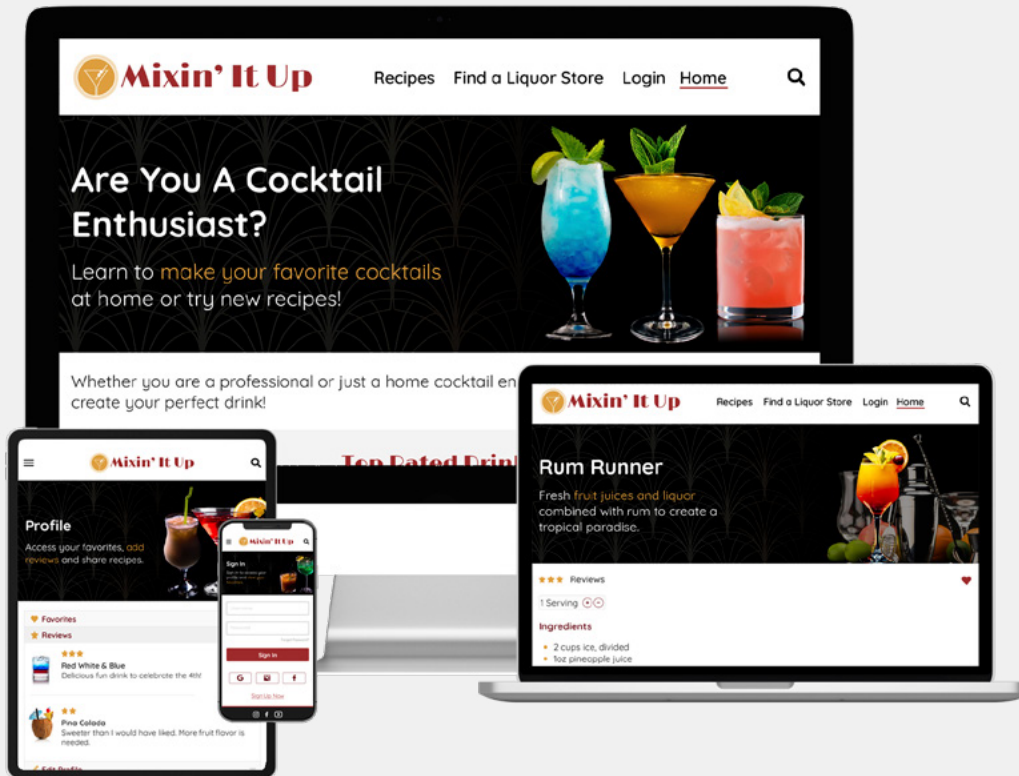 Mixin' It Up
Recipes Find a Liquor Store Login Home
Are You A Cocktail
Enthusiast?
Learn to make your favorite cocktails
at home or try new recipes!
Whether you are a professional or just a home cocktail en
create your perfect drink!
Top Rated Drin
Mixin' It Up
Recipes Find a Liquor Store Login Home
Rum Runner
Fresh fruit juices and liquor
combined with rum to create a
tropical paradise.
Reviews
1 Serving
Ingredients
2 cups ice, divided
1oz pineapple juice
Mixin' It Up
Profile
Access your favorites, add
reviews and share recipes.
Favorites
Reviews
Red White & Blue
Delicious fun drink to celebrate the 4th!
Pina Colada
Sweeter than I would have liked. More fruit flavor is
needed.
Edit Profile
Mixin' It Up
Sign In
Sign In
G
f
Sign Up Now